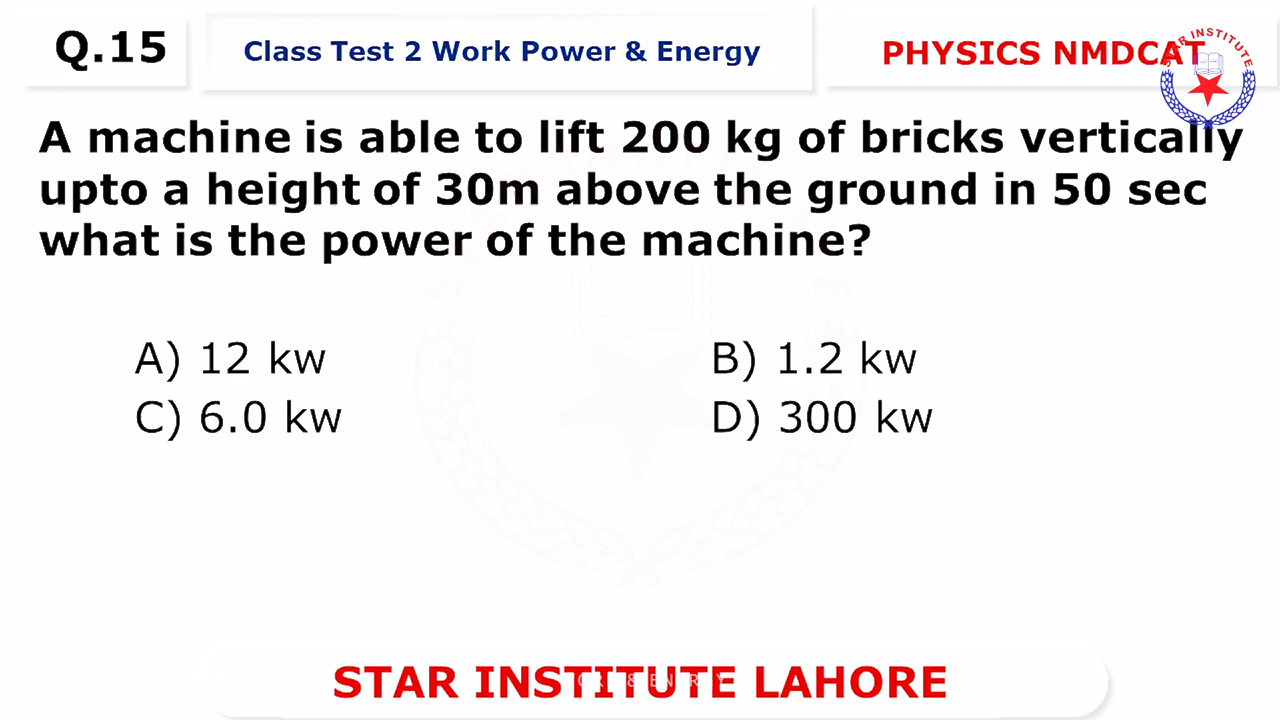 Q.15
Class Test 2 Work Power & Energy
PHYSICS NMDCAT
STAR INSTITUTE
A machine is able to lift 200 kg of bricks vertically
upto a height of 30m above the ground in 50 sec
what is the power of the machine?
A) 12 kw
B) 1.2 kw
C) 6.0 kw
D) 300 kw
STAR INSTITUTE LAHORE